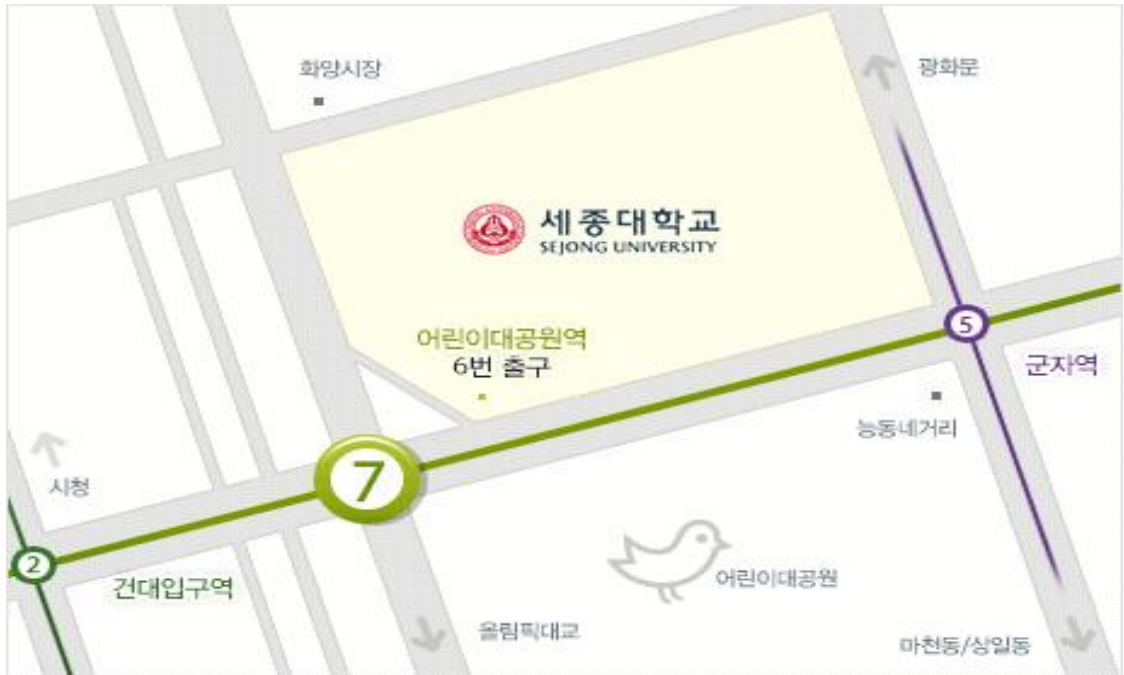 화양시장
광화문
세종대학교
SEJONG UNIVERSITY
어린이대공원역
6번 출구
5
군자역
능동네거리
7
시청
2
건대입구역
어린이대공원
올림픽대교
마천동/상일동